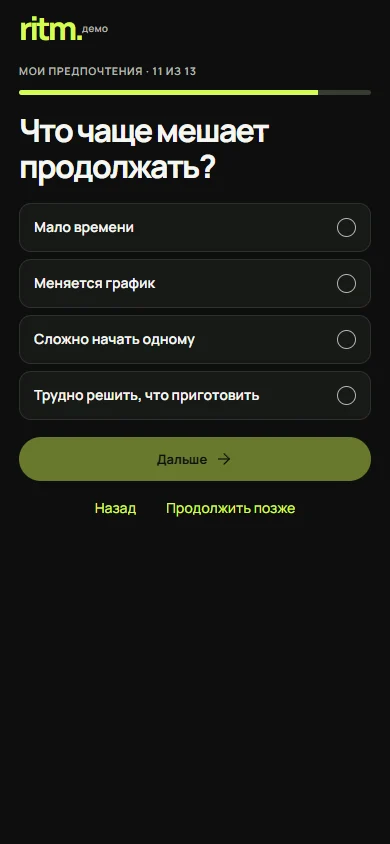 ritm. демо
МОИ ПРЕДПОЧТЕНИЯ · 11 ИЗ 13
Что чаще мешает
продолжать?
Мало времени
Меняется график
Сложно начать одному
Трудно решить, что приготовить
Дальше →
Назад Продолжить позже